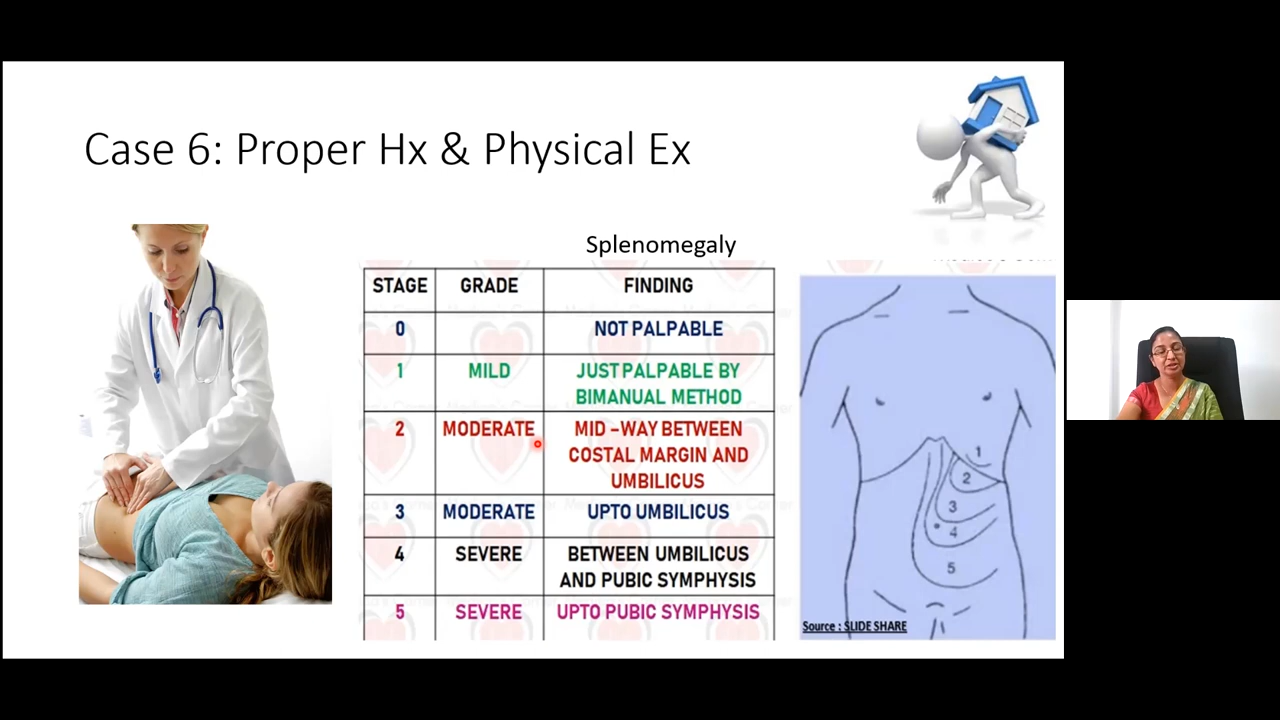 Case 6: Proper Hx & Physical Ex
Splenomegaly
STAGE GRADE FINDING
0 NOT PALPABLE
1 MILD JUST PALPABLE BY
BIMANUAL METHOD
2 MODERATE MID –WAY BETWEEN
COSTAL MARGIN AND
UMBILICUS
3 MODERATE UPTO UMBILICUS
4 SEVERE BETWEEN UMBILICUS
AND PUBIC SYMPHYSIS
5 SEVERE UPTO PUBIC SYMPHYSIS
1
2
3
4
5
Source : SLIDE SHARE